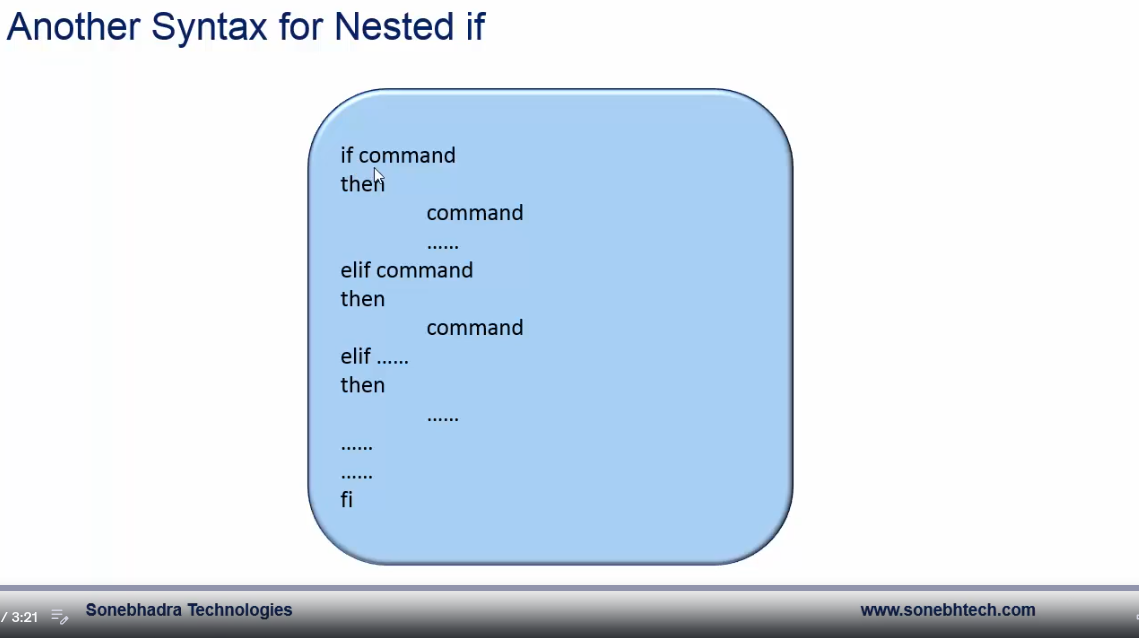 Another Syntax for Nested if
if command
then
command
......
elif command
then
command
elif ......
then
......
......
......
fi
/ 3:21
Sonebhadra Technologies
www.sonebhtech.com